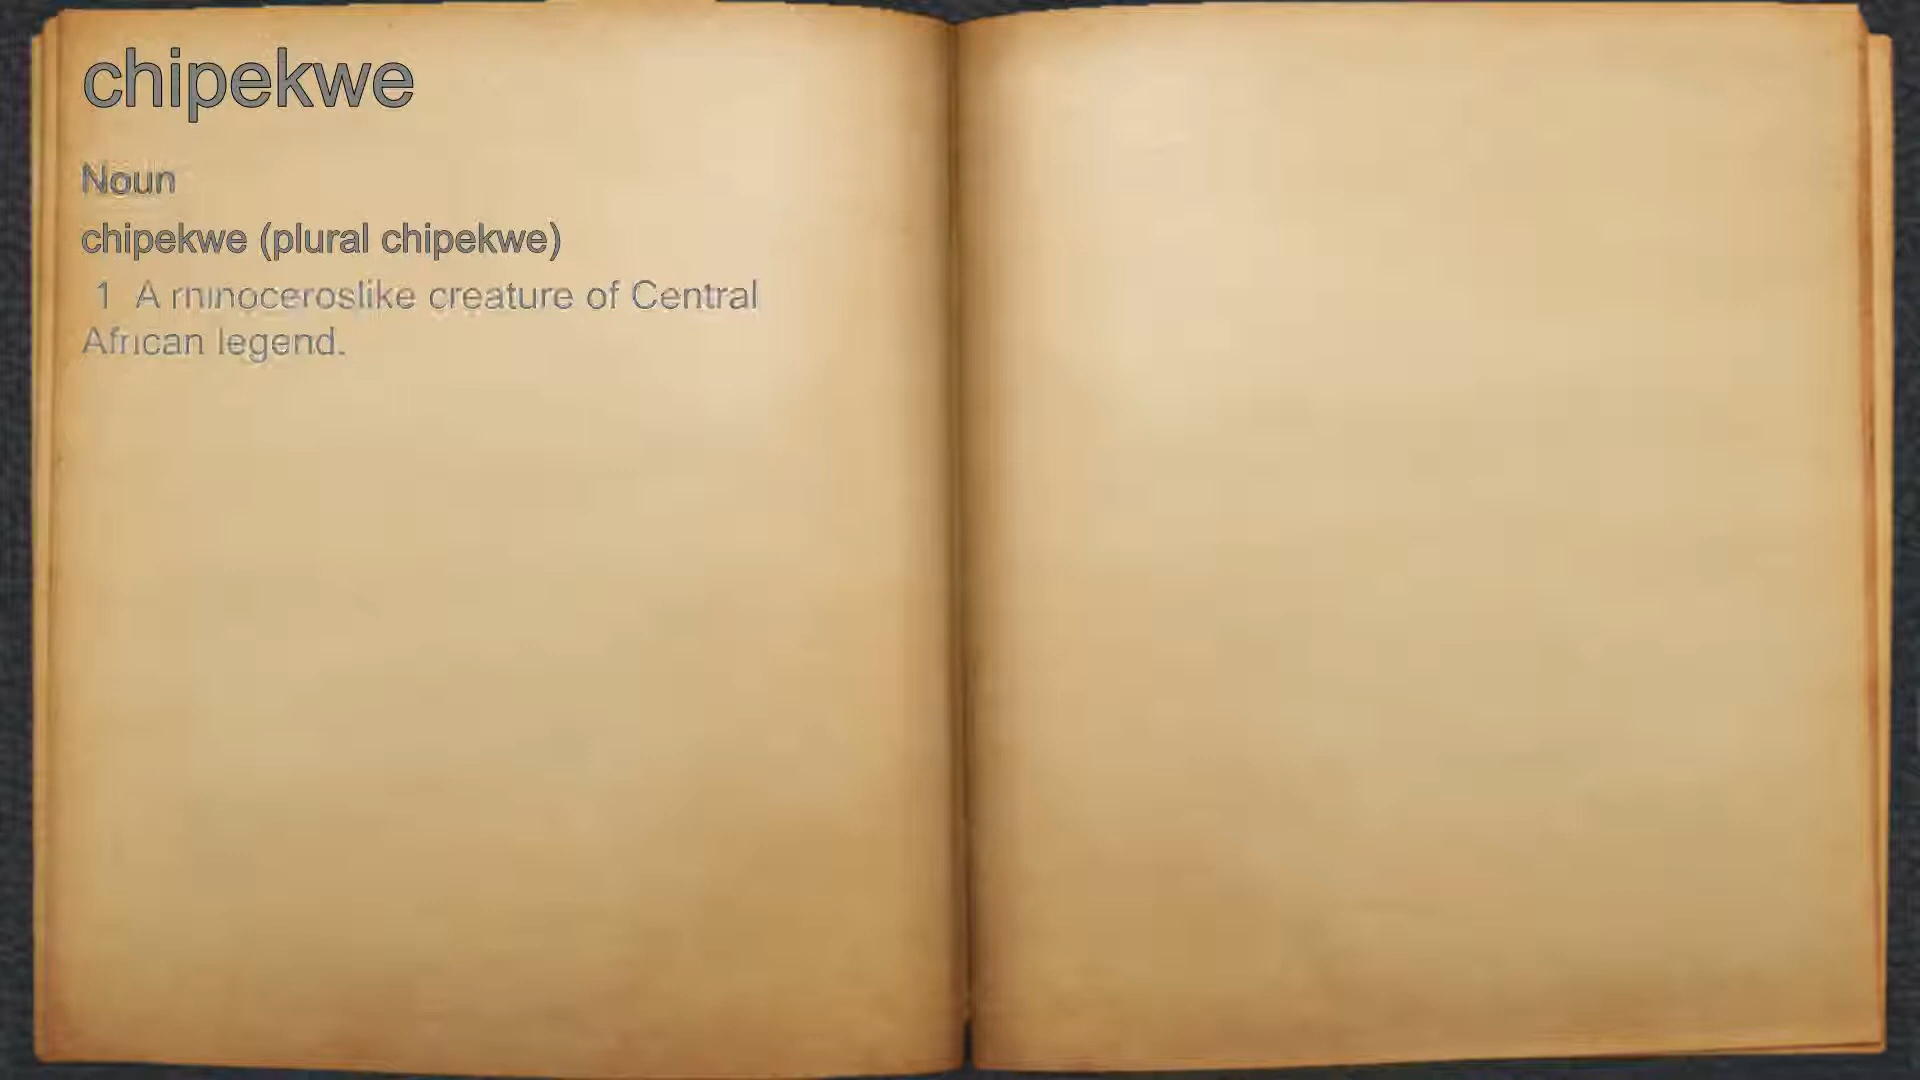 chipekwe
Noun
chipekwe (plural chipekwe)
1 A rhinoceroslike creature of Central
African legend.